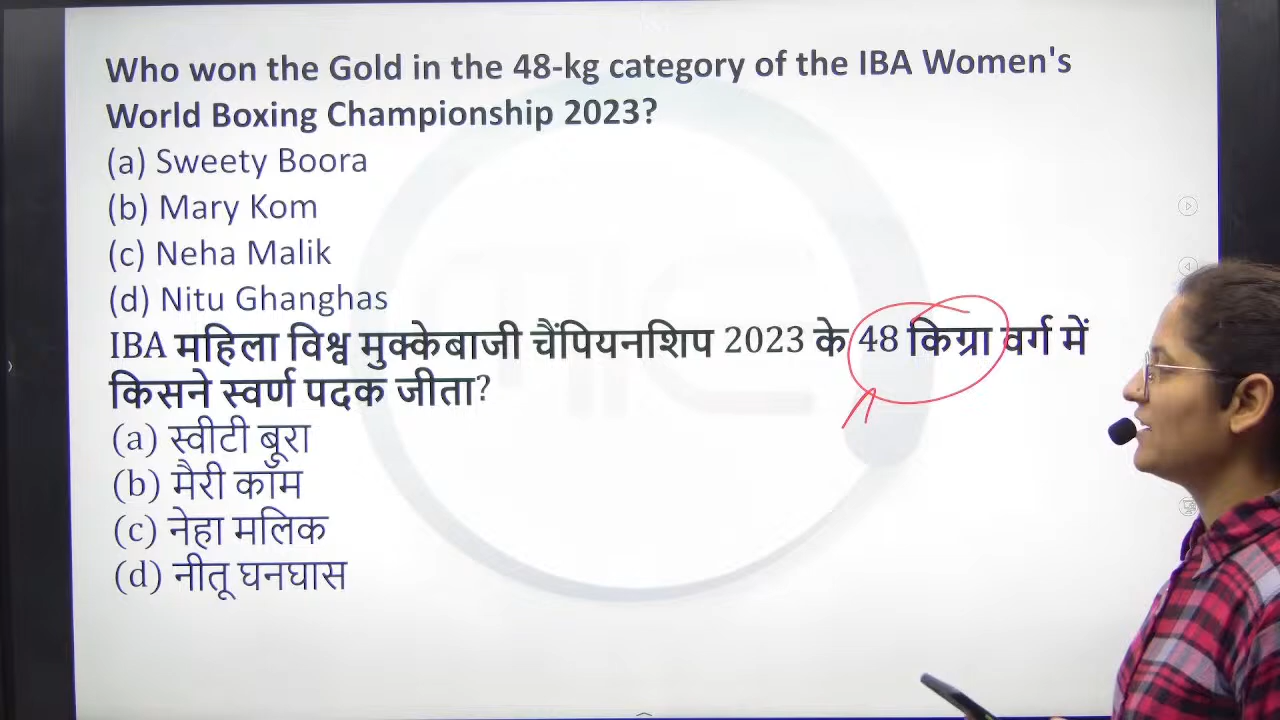 Who won the Gold in the 48-kg category of the IBA Women's
World Boxing Championship 2023?
(a) Sweety Boora
(b) Mary Kom
(c) Neha Malik
(d) Nitu Ghanghas
IBA महिला विश्व मुक्केबाजी चैंपियनशिप 2023 के 48 किग्रा वर्ग में
किसने स्वर्ण पदक जीता?
(a) स्वीटी बूरा
(b) मैरी कॉम
(c) नेहा मलिक
(d) नीतू घनघास